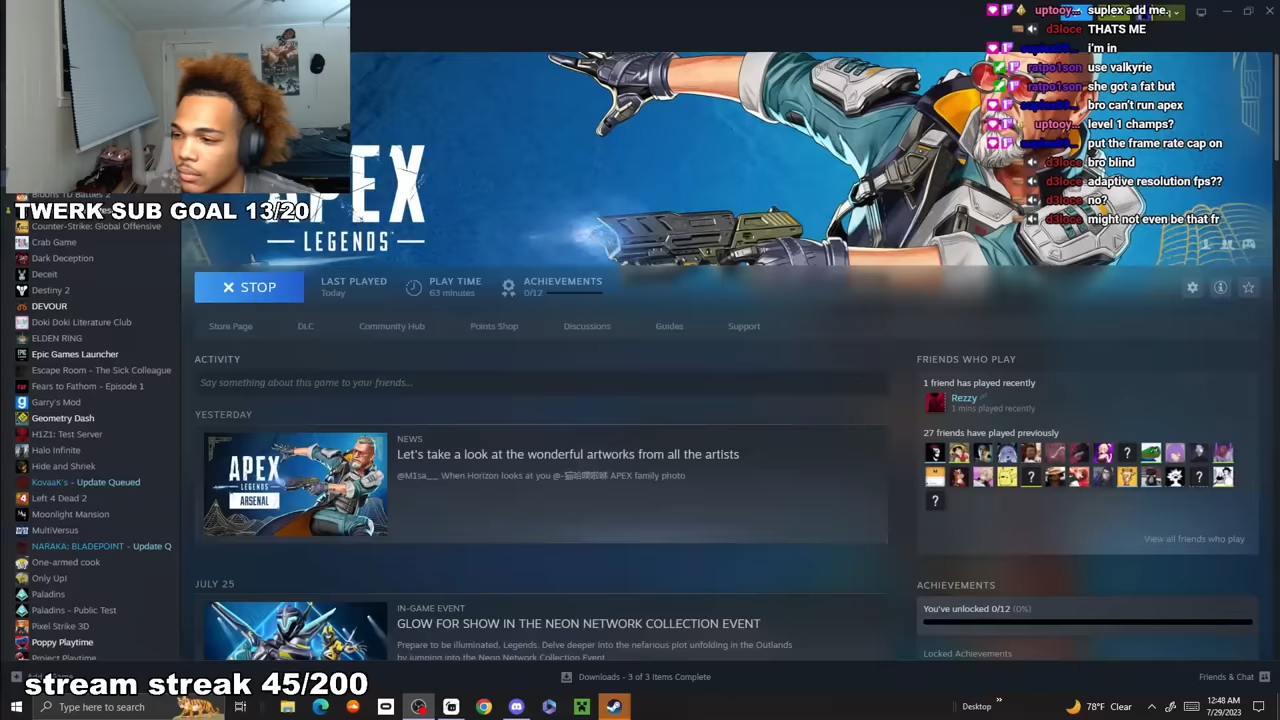 uptooy...: suplex add me.
d3loce THATS ME
i'm in
ratpo1son use valkyrie
ratpo1son she got a fat but
bro can't run apex
uptooy... level 1 champs?
put the frame rate cap on
d3loce bro blind
d3loce adaptive resolution fps??
d3loce no?
d3loce might not even be that fr
APEX
LEGENDS
TWERK SUB GOAL 13/20
Counter-Strike: Global Offensive
Crab Game
Dark Deception
Deceit
Destiny 2
DEVOUR
Doki Doki Literature Club
ELDEN RING
Epic Games Launcher
Escape Room - The Sick Colleague
Fears to Fathom - Episode 1
Garry's Mod
Geometry Dash
H1Z1: Test Server
Halo Infinite
Hide and Shriek
KovaaK's - Update Queued
Left 4 Dead 2
Moonlight Mansion
MultiVersus
NARAKA: BLADEPOINT - Update Q
One-armed cook
Only Up!
Paladins
Paladins - Public Test
Pixel Strike 3D
Poppy Playtime
Project Playtime
STOP
LAST PLAYED
Today
PLAY TIME
63 minutes
ACHIEVEMENTS
0/12
Store Page
DLC
Community Hub
Points Shop
Discussions
Guides
Support
ACTIVITY
Say something about this game to your friends...
YESTERDAY
APEX
LEGENDS
ARSENAL
NEWS
Let's take a look at the wonderful artworks from all the artists
@M1sa__ When Horizon looks at you APEX family photo
JULY 25
IN-GAME EVENT
GLOW FOR SHOW IN THE NEON NETWORK COLLECTION EVENT
Prepare to be illuminated, Legends. Delve deeper into the nefarious plot unfolding in the Outlands
by jumping into the Neon Network Collection Event
FRIENDS WHO PLAY
1 friend has played recently
Rezzy
1 mins played recently
27 friends have played previously
View all friends who play
ACHIEVEMENTS
You've unlocked 0/12 (0%)
Locked Achievements
stream streak 45/200
Downloads - 3 of 3 Items Complete
Friends & Chat
Type here to search
Desktop
78°F Clear
12:48 AM
7/29/2023